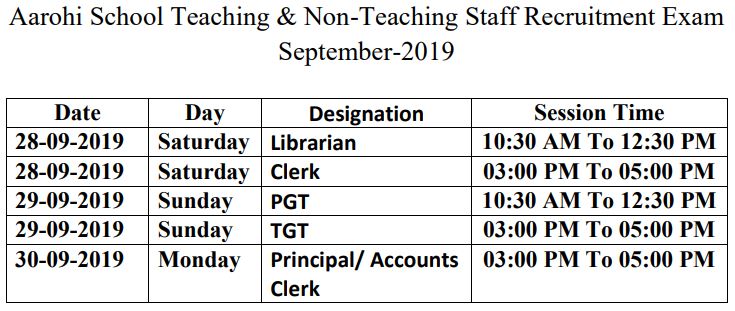 Aarohi School Teaching & Non-Teaching Staff Recruitment Exam
September-2019
Date Day Designation Session Time
28-09-2019 Saturday Librarian 10:30 AM To 12:30 PM
28-09-2019 Saturday Clerk 03:00 PM To 05:00 PM
29-09-2019 Sunday PGT 10:30 AM To 12:30 PM
29-09-2019 Sunday TGT 03:00 PM To 05:00 PM
30-09-2019 Monday Principal/ Accounts 03:00 PM To 05:00 PM
Clerk